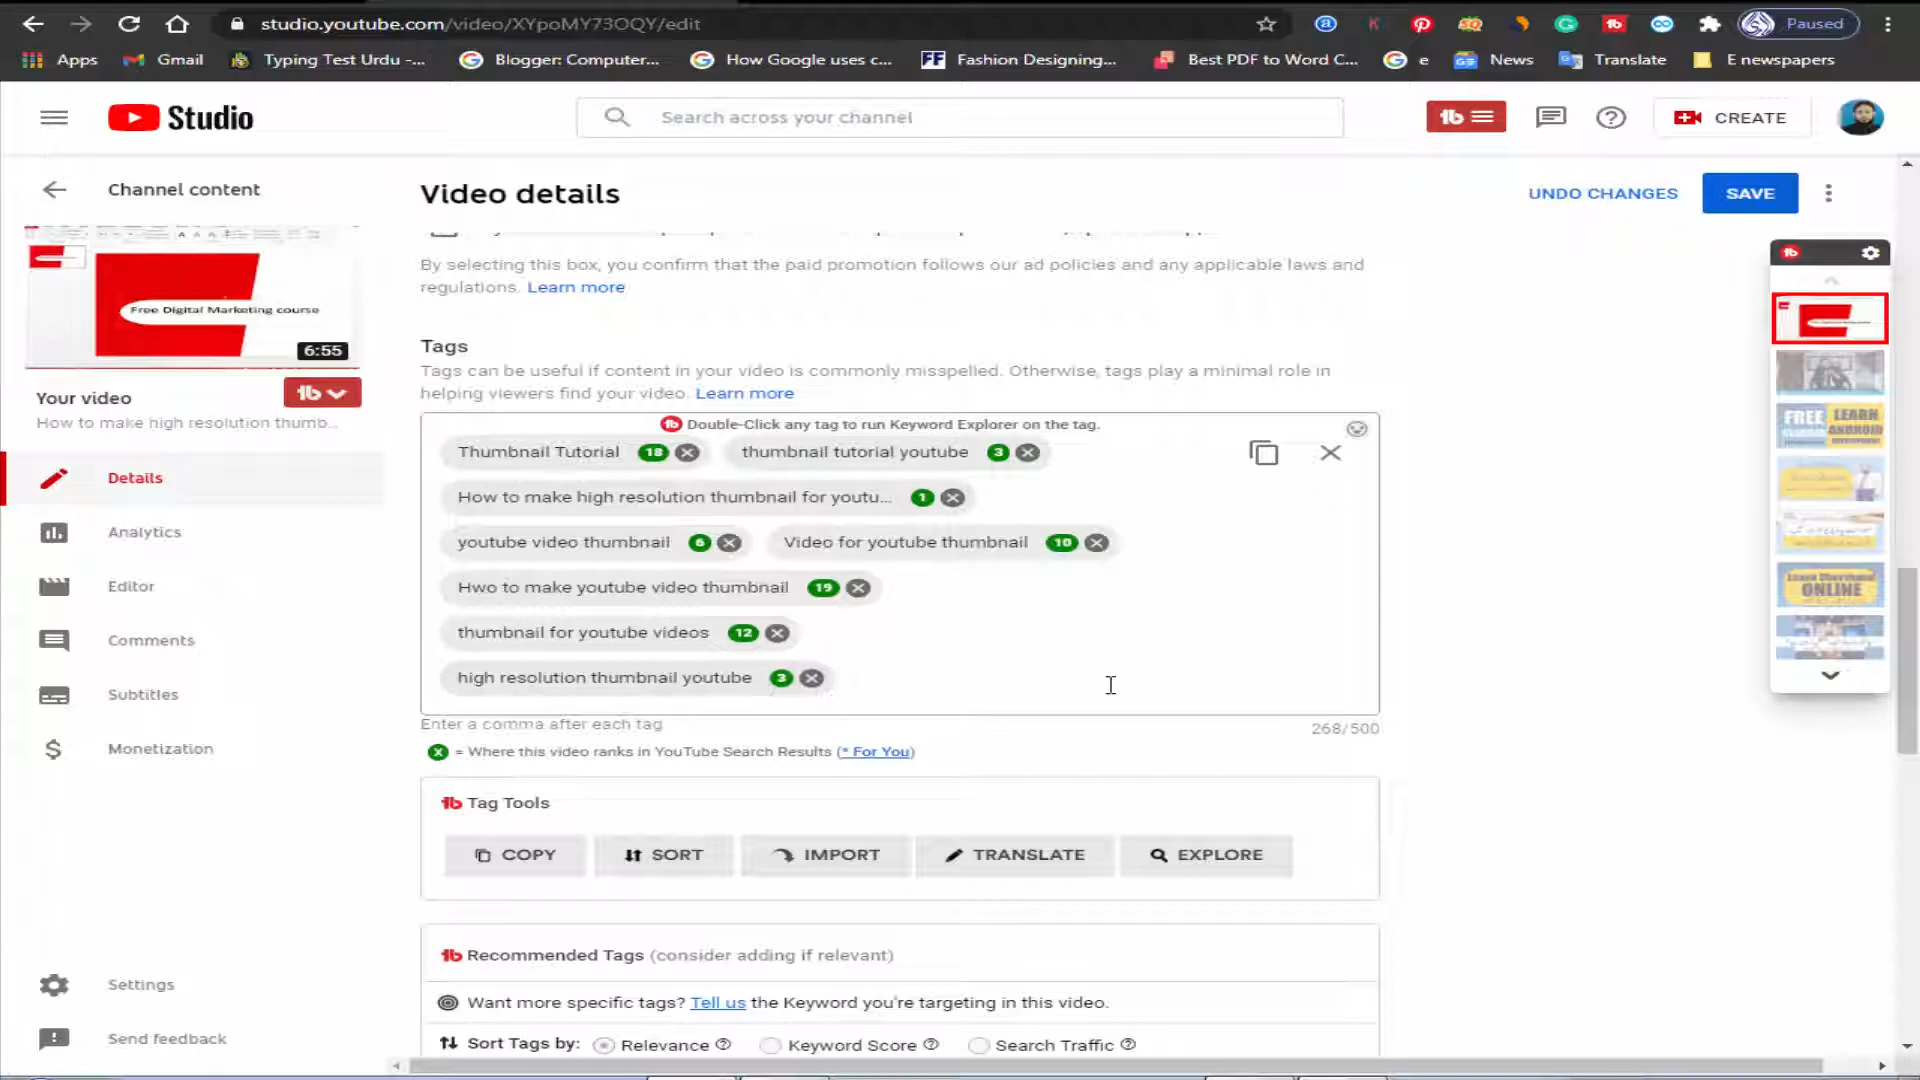 studio.youtube.com/video/XYpoMY73OQY/edit
Paused
Apps Gmail Typing Test Urdu -... Blogger: Computer... How Google uses c... Fashion Designing... Best PDF to Word C... e News Translate E newspapers
Studio
Search across your channel
CREATE
Channel content
Video details
UNDO CHANGES
SAVE
Free Digital Marketing course
6:55
By selecting this box, you confirm that the paid promotion follows our ad policies and any applicable laws and
regulations. Learn more
Your video
How to make high resolution thumb...
Details
Analytics
Editor
Comments
Subtitles
Monetization
Settings
Send feedback
Tags
Tags can be useful if content in your video is commonly misspelled. Otherwise, tags play a minimal role in
helping viewers find your video. Learn more
Double-Click any tag to run Keyword Explorer on the tag.
Thumbnail Tutorial 18 thumbnail tutorial youtube 3
How to make high resolution thumbnail for youtu... 1
youtube video thumbnail 6 Video for youtube thumbnail 10
Hwo to make youtube video thumbnail 19
thumbnail for youtube videos 12
high resolution thumbnail youtube 3
Enter a comma after each tag
268/500
x = Where this video ranks in YouTube Search Results (* For You)
Tag Tools
COPY SORT IMPORT TRANSLATE EXPLORE
Recommended Tags (consider adding if relevant)
Want more specific tags? Tell us the Keyword you're targeting in this video.
Sort Tags by: Relevance Keyword Score Search Traffic
FREE LEARN
ANDROID
ONLINE